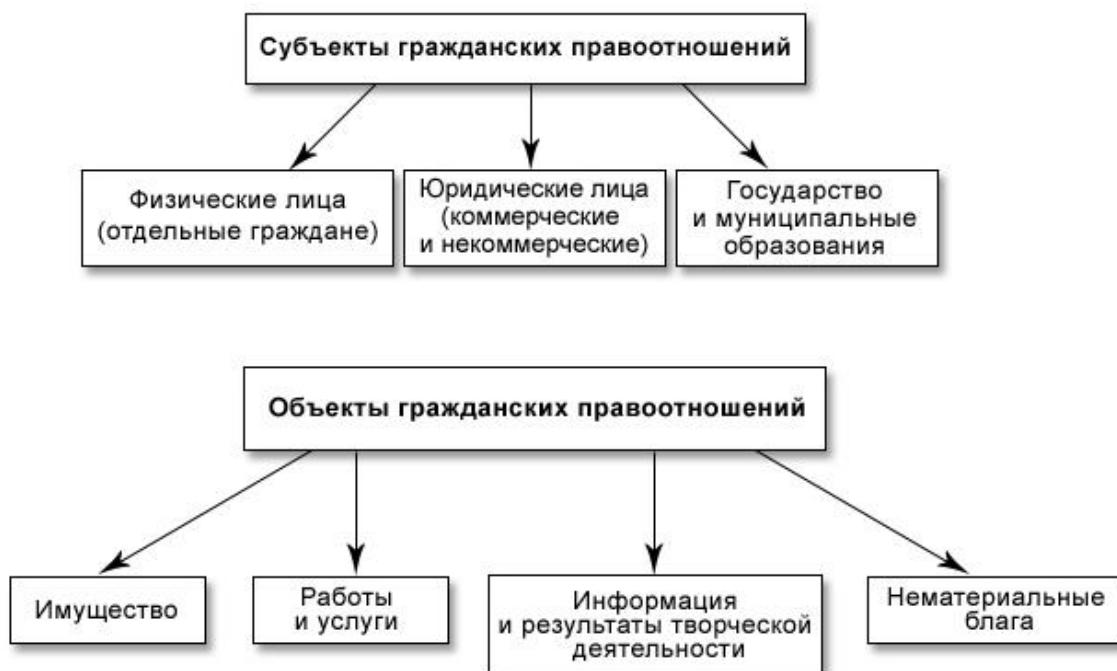 Субъекты гражданских правоотношений
Физические лица
(отдельные граждане)
Юридические лица
(коммерческие
и некоммерческие)
Государство
и муниципальные
образования
Объекты гражданских правоотношений
Имущество
Работы
и услуги
Информация
и результаты творческой
деятельности
Нематериальные
блага